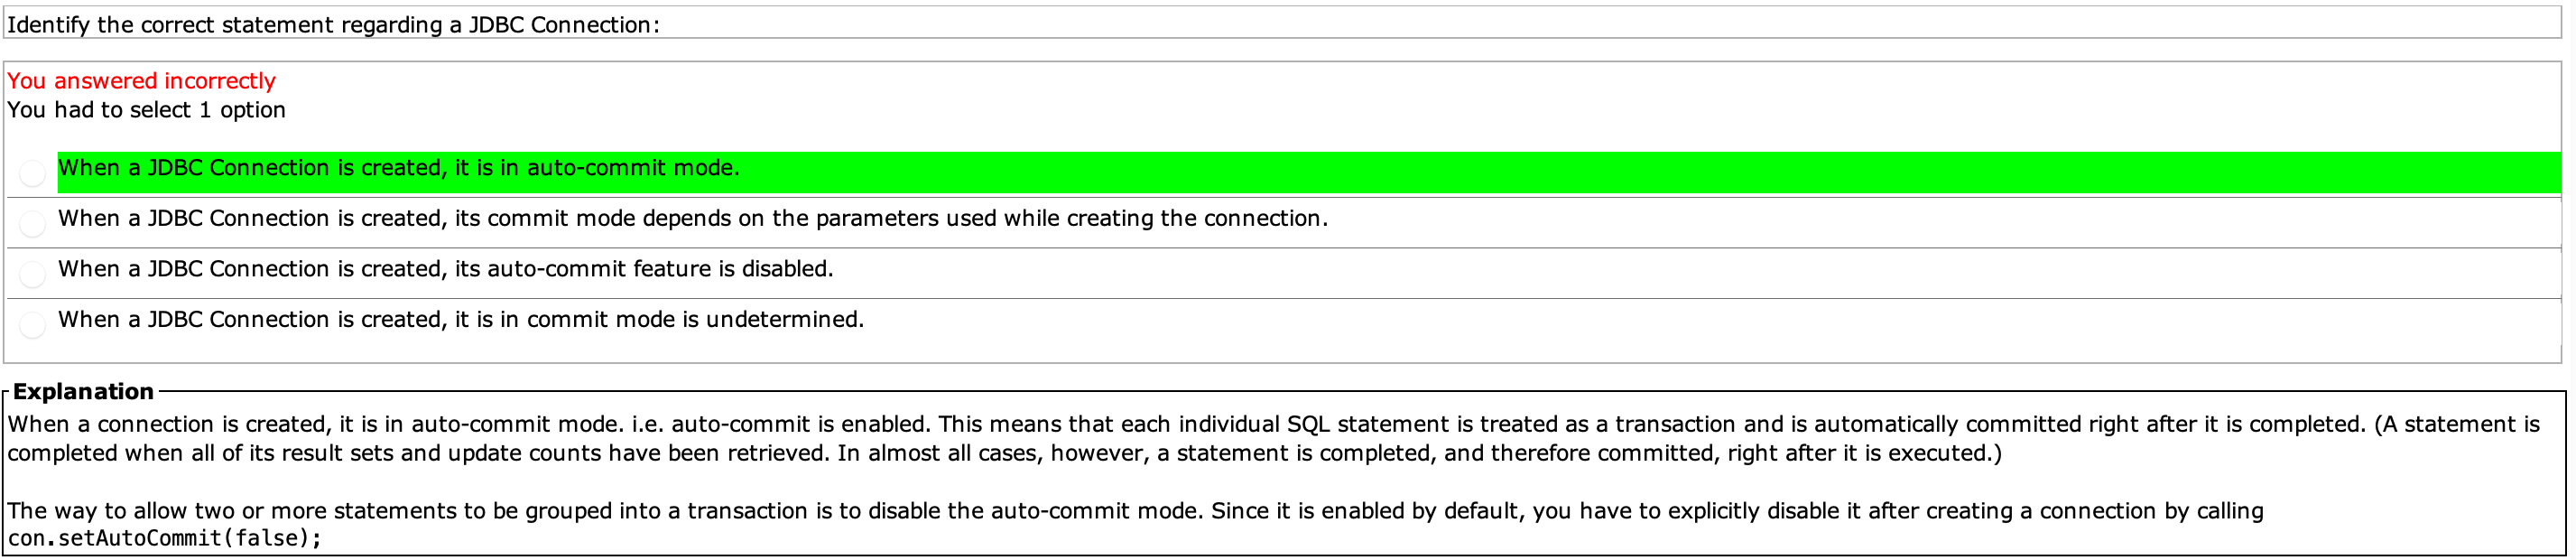 Identify the correct statement regarding a JDBC Connection:
You answered incorrectly
You had to select 1 option
When a JDBC Connection is created, it is in auto-commit mode.
When a JDBC Connection is created, its commit mode depends on the parameters used while creating the connection.
When a JDBC Connection is created, its auto-commit feature is disabled.
When a JDBC Connection is created, it is in commit mode is undetermined.
Explanation
When a connection is created, it is in auto-commit mode. i.e. auto-commit is enabled. This means that each individual SQL statement is treated as a transaction and is automatically committed right after it is completed. (A statement is
completed when all of its result sets and update counts have been retrieved. In almost all cases, however, a statement is completed, and therefore committed, right after it is executed.)
The way to allow two or more statements to be grouped into a transaction is to disable the auto-commit mode. Since it is enabled by default, you have to explicitly disable it after creating a connection by calling
con.setAutoCommit(false);